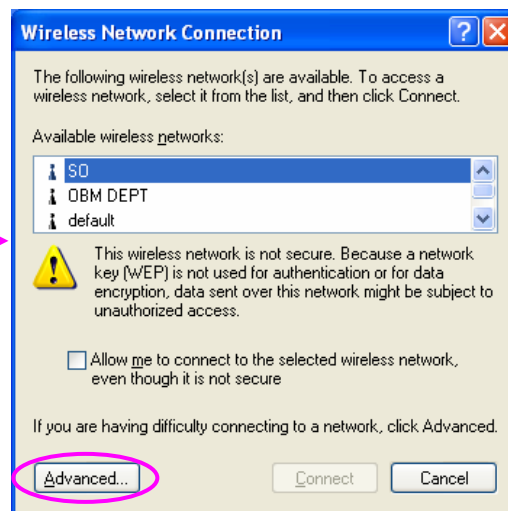 Wireless Network Connection
The following wireless network(s) are available. To access a
wireless network, select it from the list, and then click Connect.
Available wireless networks:
SO
OBM DEPT
default
This wireless network is not secure. Because a network
key (WEP) is not used for authentication or for data
encryption, data sent over this network might be subject to
unauthorized access.
Allow me to connect to the selected wireless network,
even though it is not secure
If you are having difficulty connecting to a network, click Advanced.
Advanced... Connect Cancel